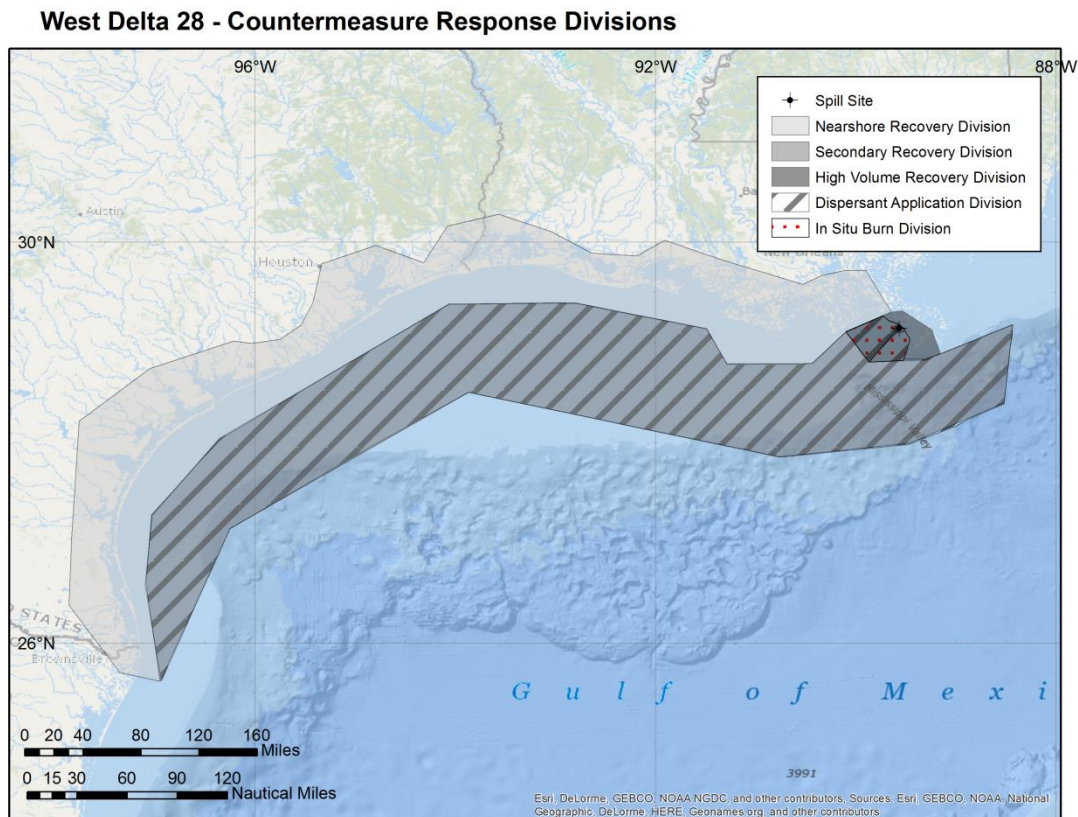 West Delta 28 - Countermeasure Response Divisions
96°W
92°W
88°W
Spill Site
Nearshore Recovery Division
Secondary Recovery Division
High Volume Recovery Division
Dispersant Application Division
In Situ Burn Division
Austin
30°N
Houston
New Orleans
Mississippi Valley
STATES
26°N
Brownsville
Gulf of Mexi
0 20 40 80 120 160
Miles
0 15 30 60 90 120
Nautical Miles
3991
Esri, DeLorme, GEBCO, NOAA NGDC, and other contributors, Sources: Esri, GEBCO, NOAA, National
Geographic, DeLorme, HERE, Geonames.org, and other contributors